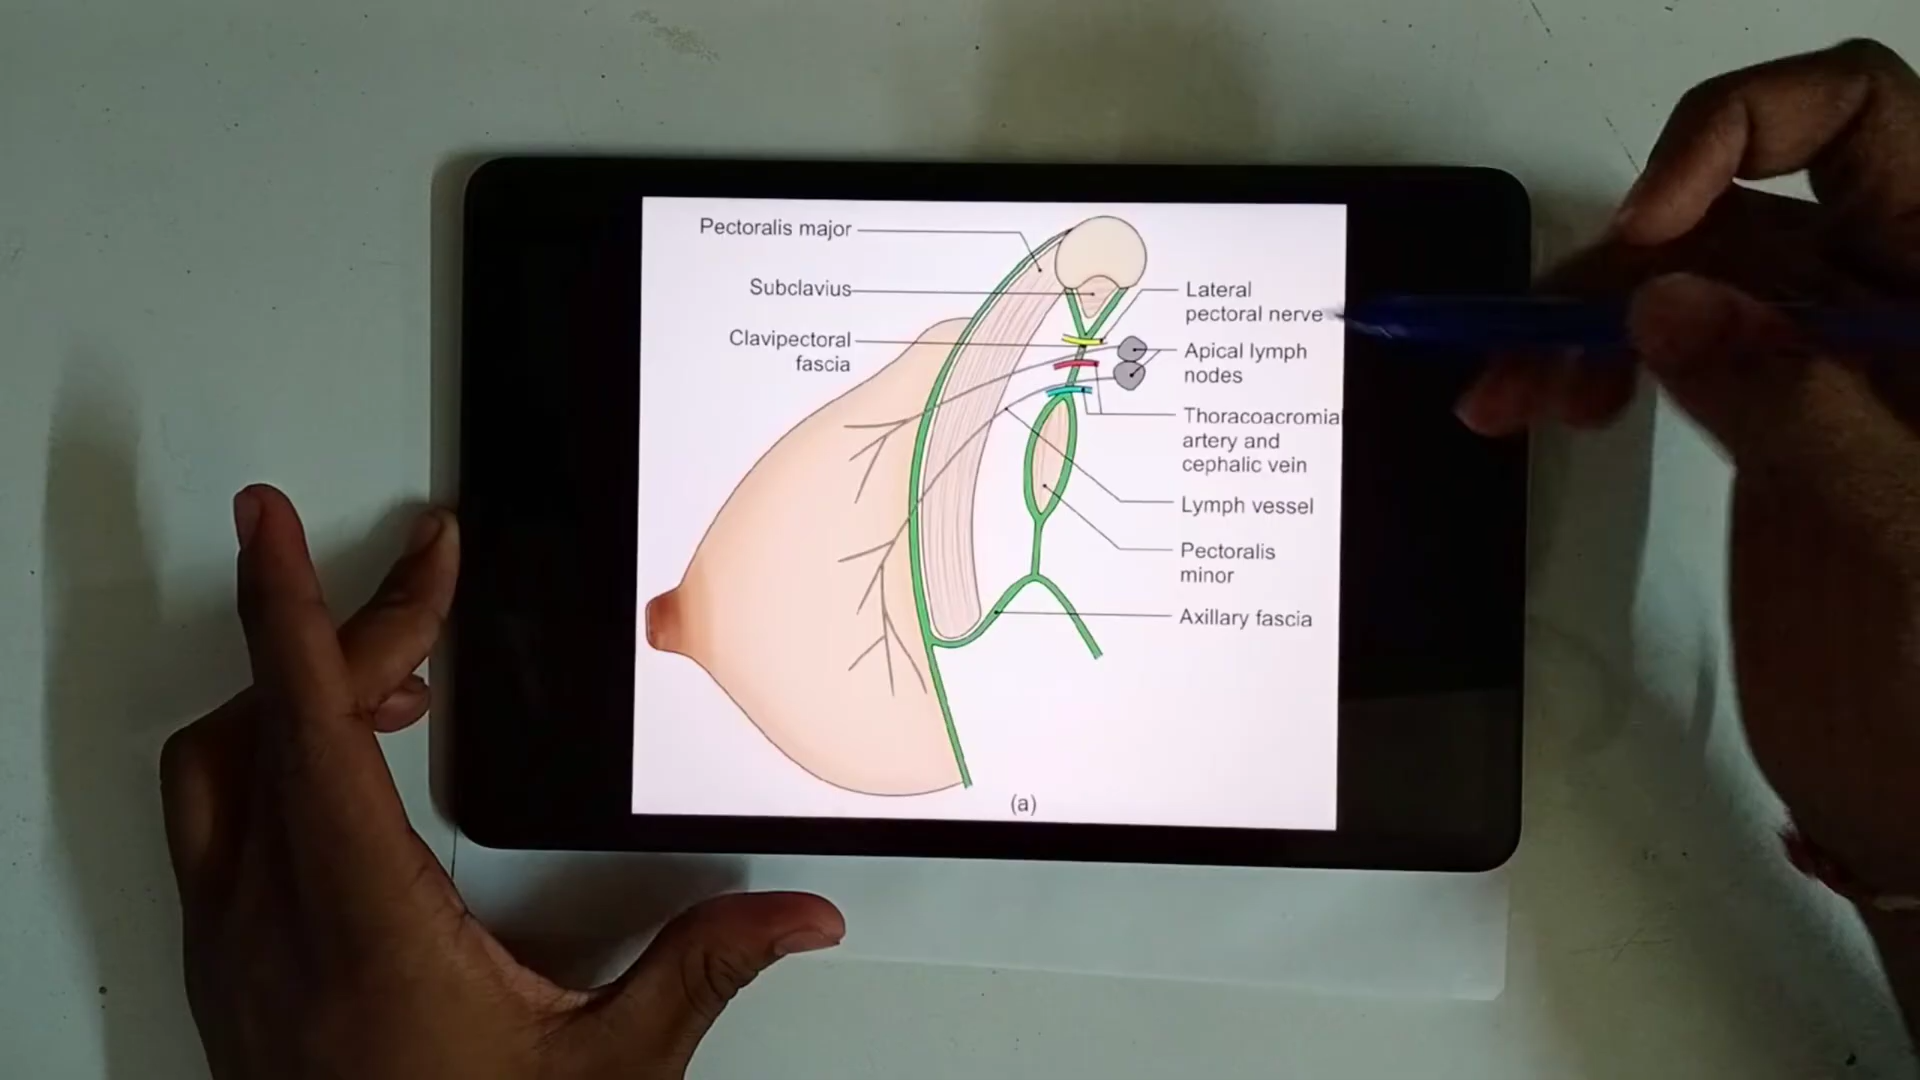 Pectoralis major
Subclavius
Clavipectoral
fascia
Lateral
pectoral nerve
Apical lymph
nodes
Thoracoacromial
artery and
cephalic vein
Lymph vessel
Pectoralis
minor
Axillary fascia
(a)